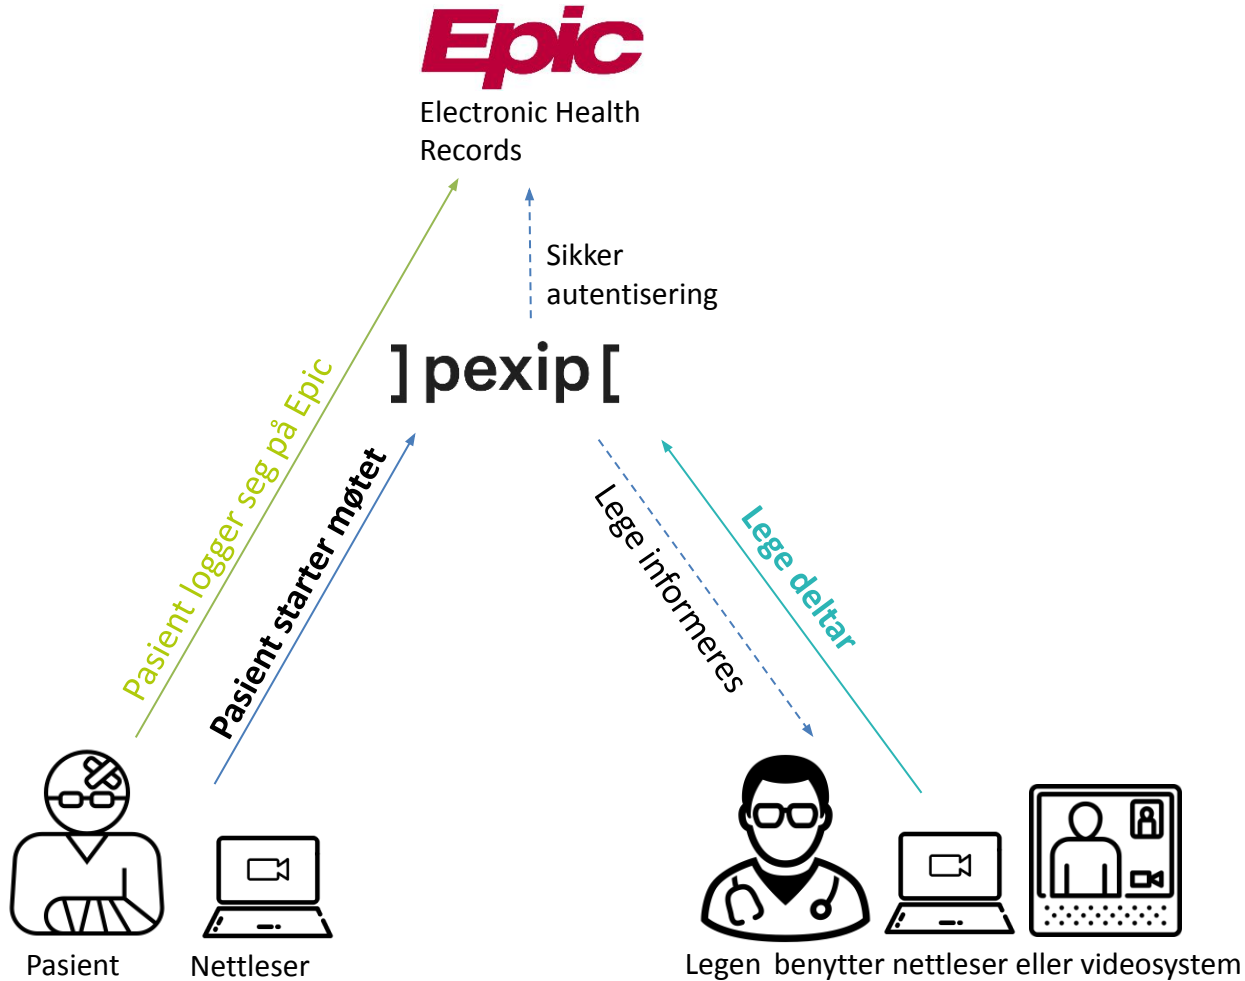 Epic
Electronic Health
Records
Sikker
autentisering
]pexip[
Pasient logger seg på Epic
Pasient starter møtet
Lege informeres
Lege deltar
Pasient
Nettleser
Legen benytter nettleser eller videosystem